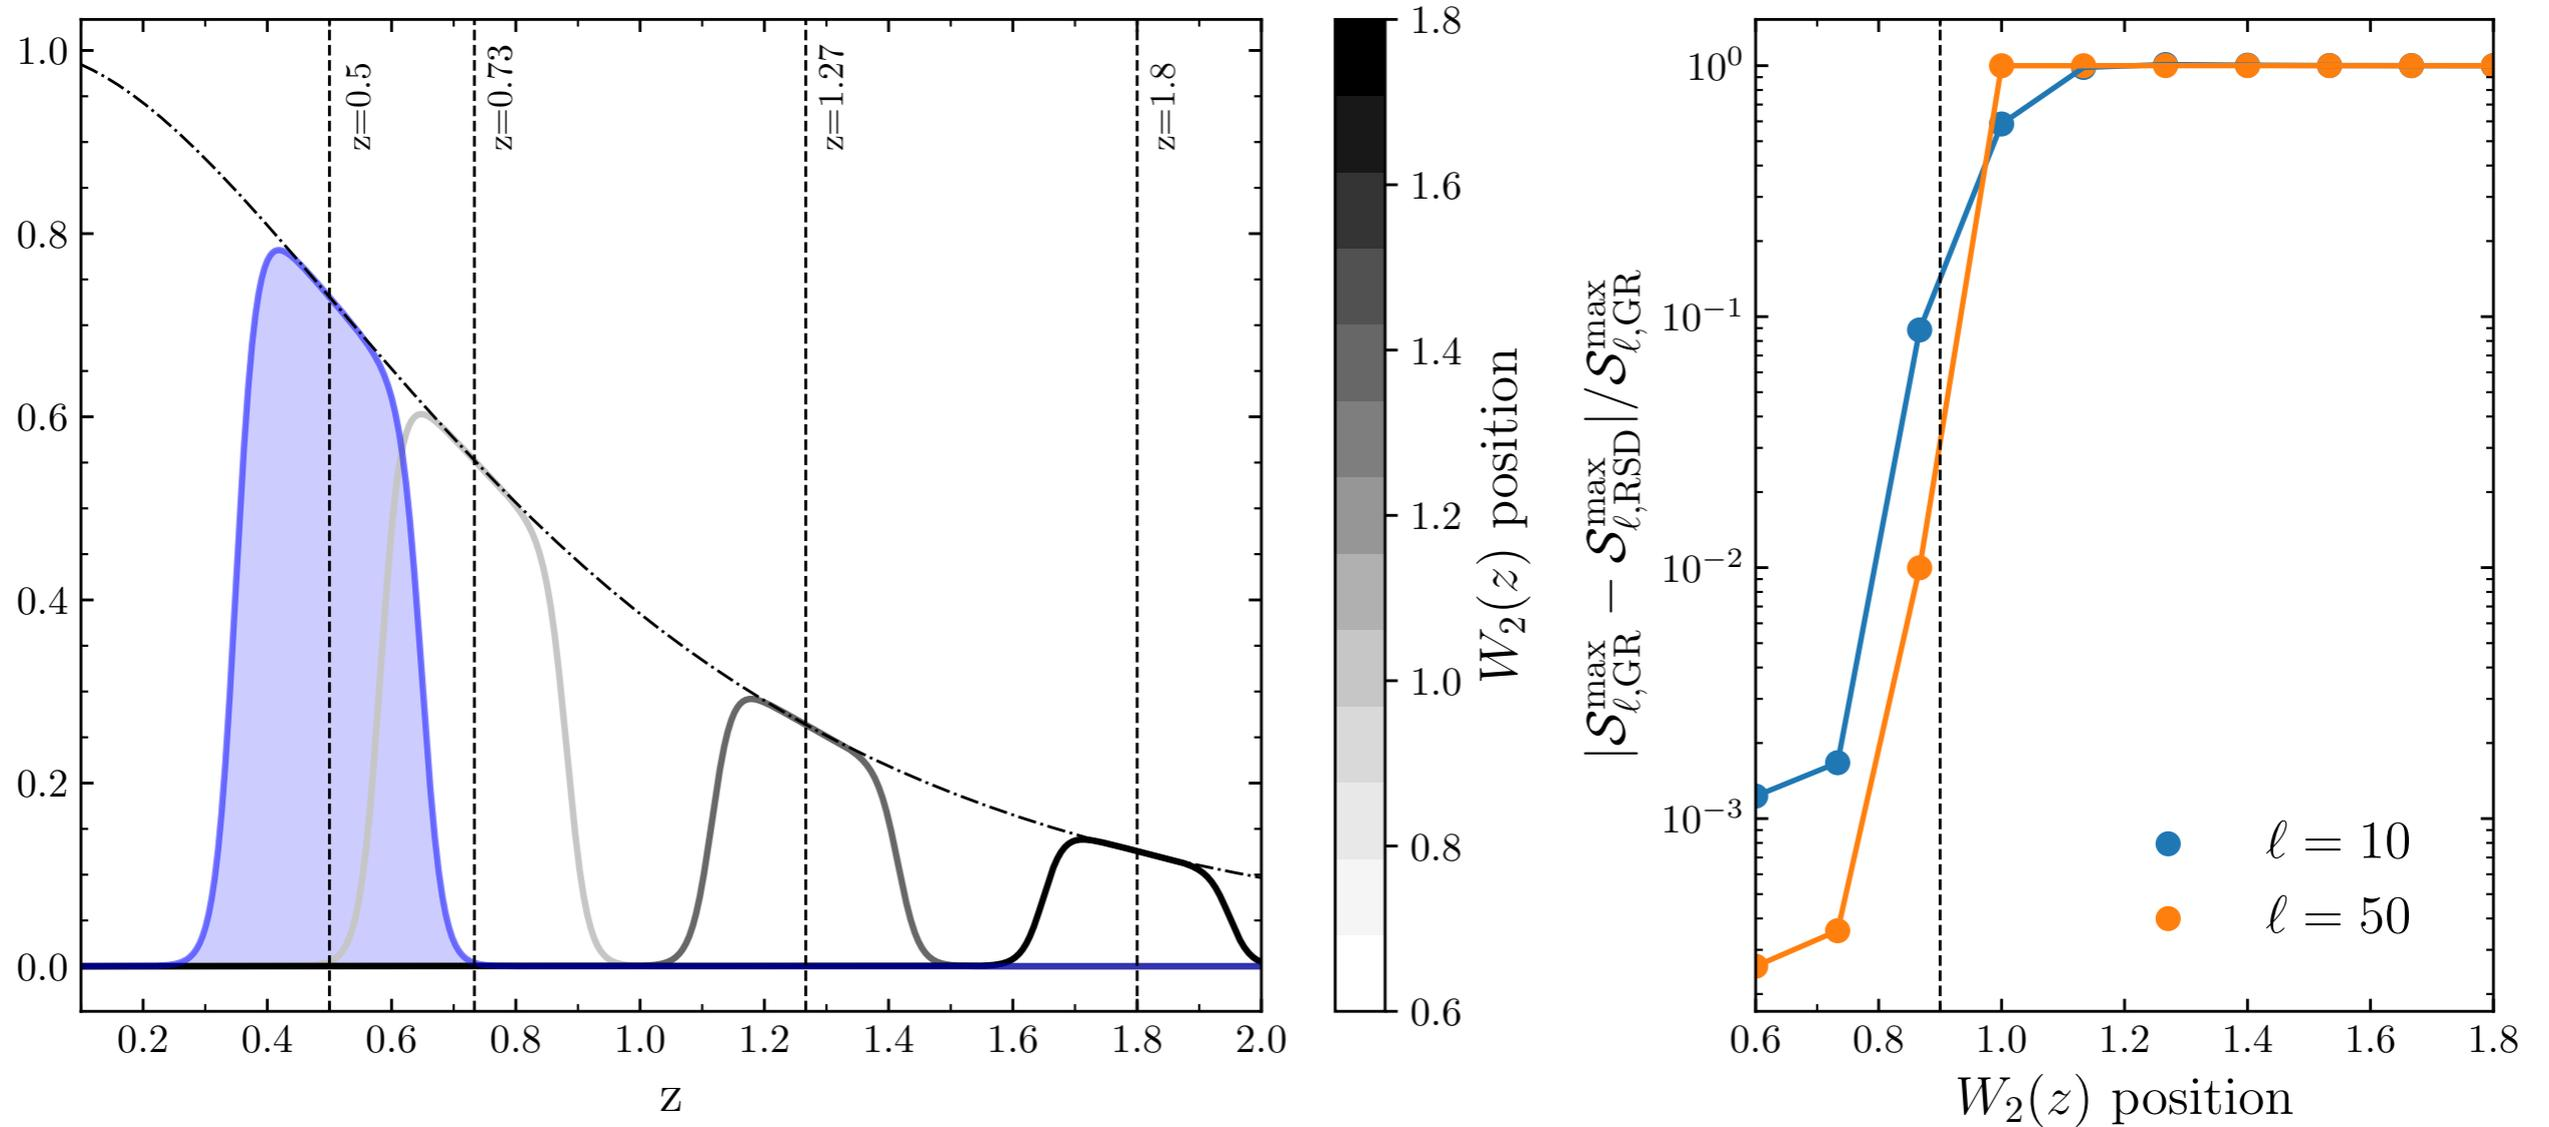 1.0
0.8
0.6
0.4
0.2
0.0
0.2 0.4 0.6 0.8 1.0 1.2 1.4 1.6 1.8 2.0
z
z=0.5
z=0.73
z=1.27
z=1.8
1.8
1.6
1.4
1.2
1.0
0.8
0.6
W₂(z) position
|𝒮^max_ℓ,GR − 𝒮^max_ℓ,RSD|/𝒮^max_ℓ,GR
10⁰
10⁻¹
10⁻²
10⁻³
ℓ = 10
ℓ = 50
0.6 0.8 1.0 1.2 1.4 1.6 1.8
W₂(z) position